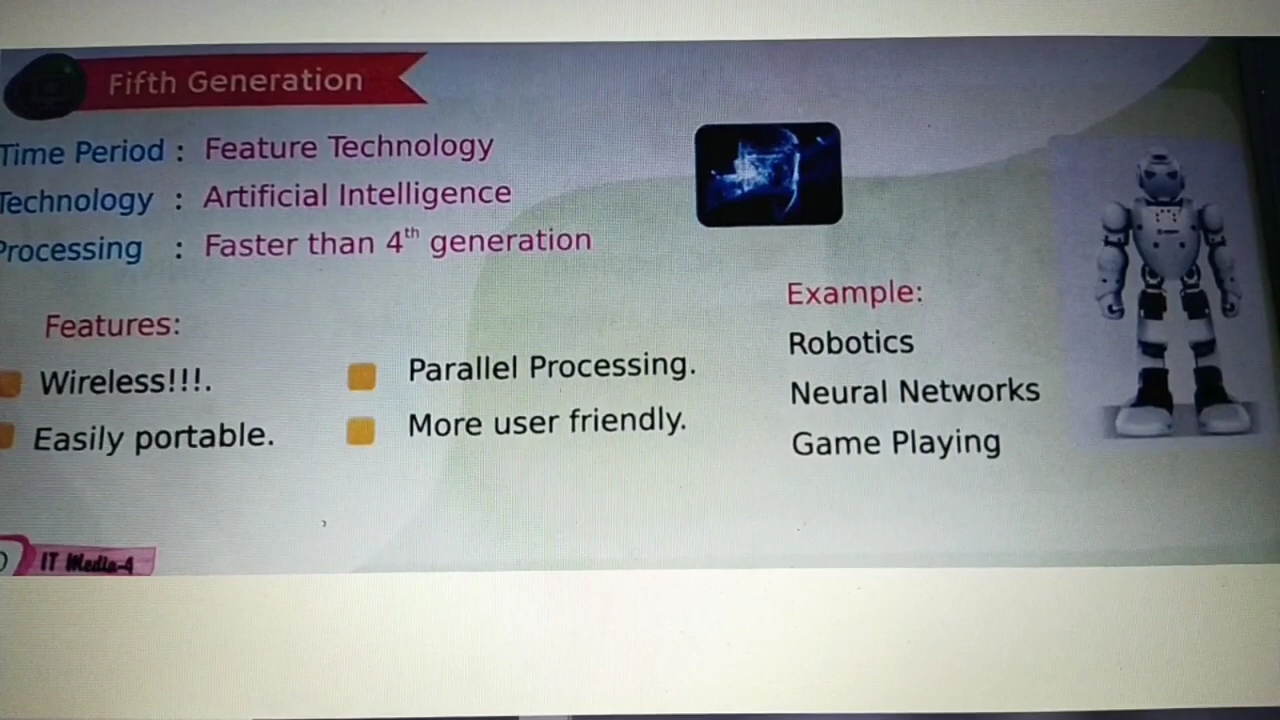 Fifth Generation
Time Period : Feature Technology
Technology : Artificial Intelligence
Processing : Faster than 4th generation
Features:
Wireless!!!.
Easily portable.
Parallel Processing.
More user friendly.
Example:
Robotics
Neural Networks
Game Playing
IT Media-4